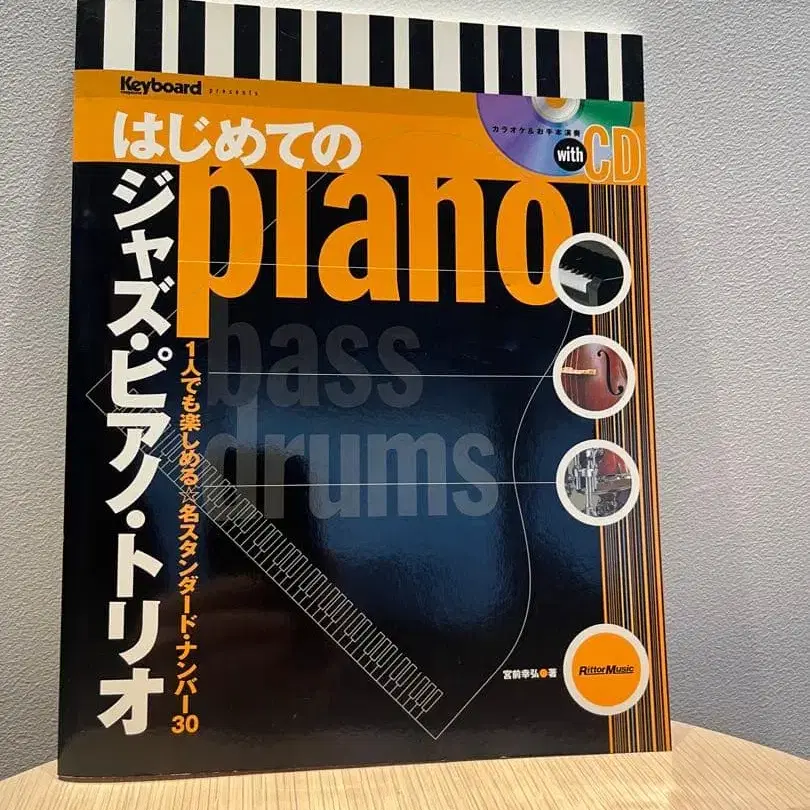 Keyboard presents
はじめての
ジャズ・ピアノ・トリオ
カラオケ&お手本演奏
with CD
piano
bass
drums
1人でも楽しめる☆名スタンダード・ナンバー30
宮前幸弘●著
RittorMusic